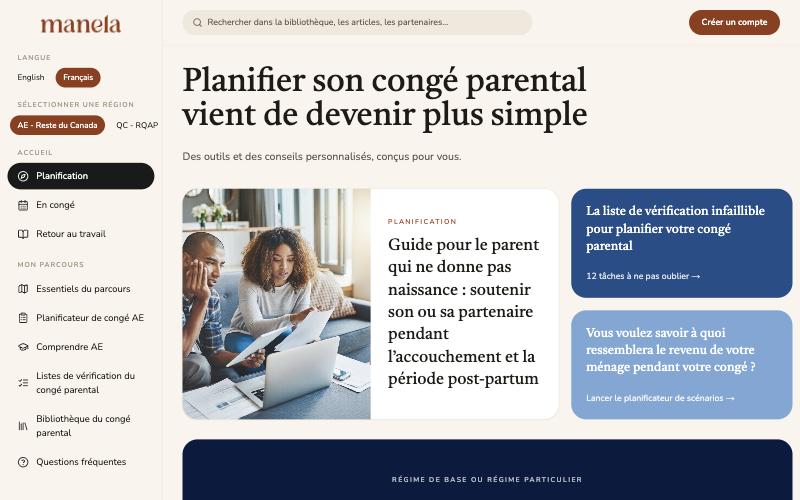 manela
LANGUE
English
Français
SÉLECTIONNER UNE RÉGION
AE - Reste du Canada
QC - RQAP
ACCUEIL
Planification
En congé
Retour au travail
MON PARCOURS
Essentiels du parcours
Planificateur de congé AE
Comprendre AE
Listes de vérification du
congé parental
Bibliothèque du congé
parental
Questions fréquentes
Rechercher dans la bibliothèque, les articles, les partenaires...
Créer un compte
Planifier son congé parental
vient de devenir plus simple
Des outils et des conseils personnalisés, conçus pour vous.
PLANIFICATION
Guide pour le parent
qui ne donne pas
naissance : soutenir
son ou sa partenaire
pendant
l'accouchement et la
période post-partum
La liste de vérification infaillible
pour planifier votre congé
parental
12 tâches à ne pas oublier →
Vous voulez savoir à quoi
ressemblera le revenu de votre
ménage pendant votre congé ?
Lancer le planificateur de scénarios →
RÉGIME DE BASE OU RÉGIME PARTICULIER